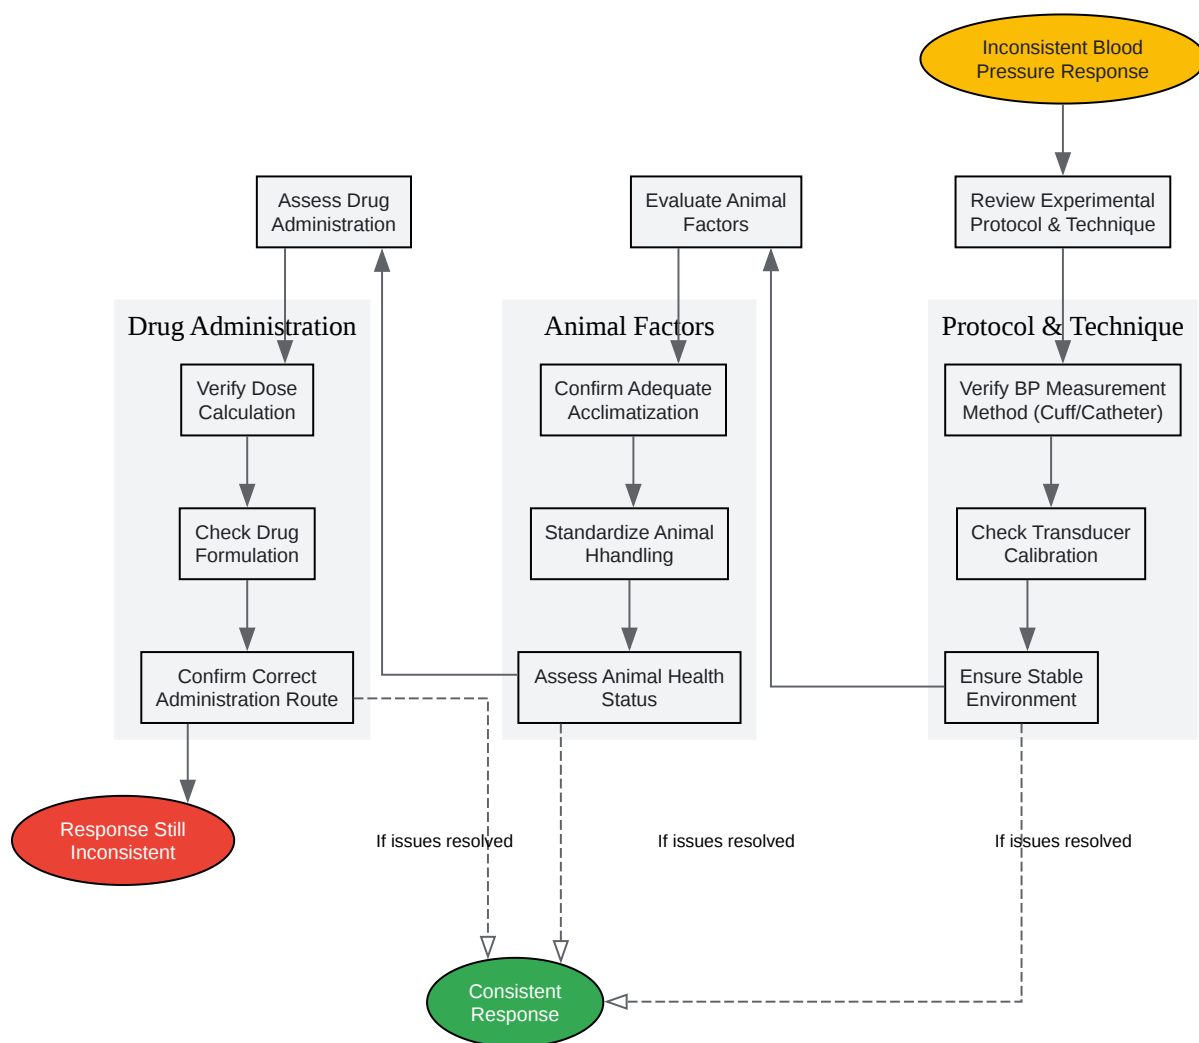 Inconsistent Blood
Pressure Response
Assess Drug
Administration
Evaluate Animal
Factors
Review Experimental
Protocol & Technique
Drug Administration
Animal Factors
Protocol & Technique
Verify Dose
Calculation
Confirm Adequate
Acclimatization
Verify BP Measurement
Method (Cuff/Catheter)
Check Drug
Formulation
Standardize Animal
Hhandling
Check Transducer
Calibration
Confirm Correct
Administration Route
Assess Animal Health
Status
Ensure Stable
Environment
Response Still
Inconsistent
If issues resolved
If issues resolved
If issues resolved
Consistent
Response